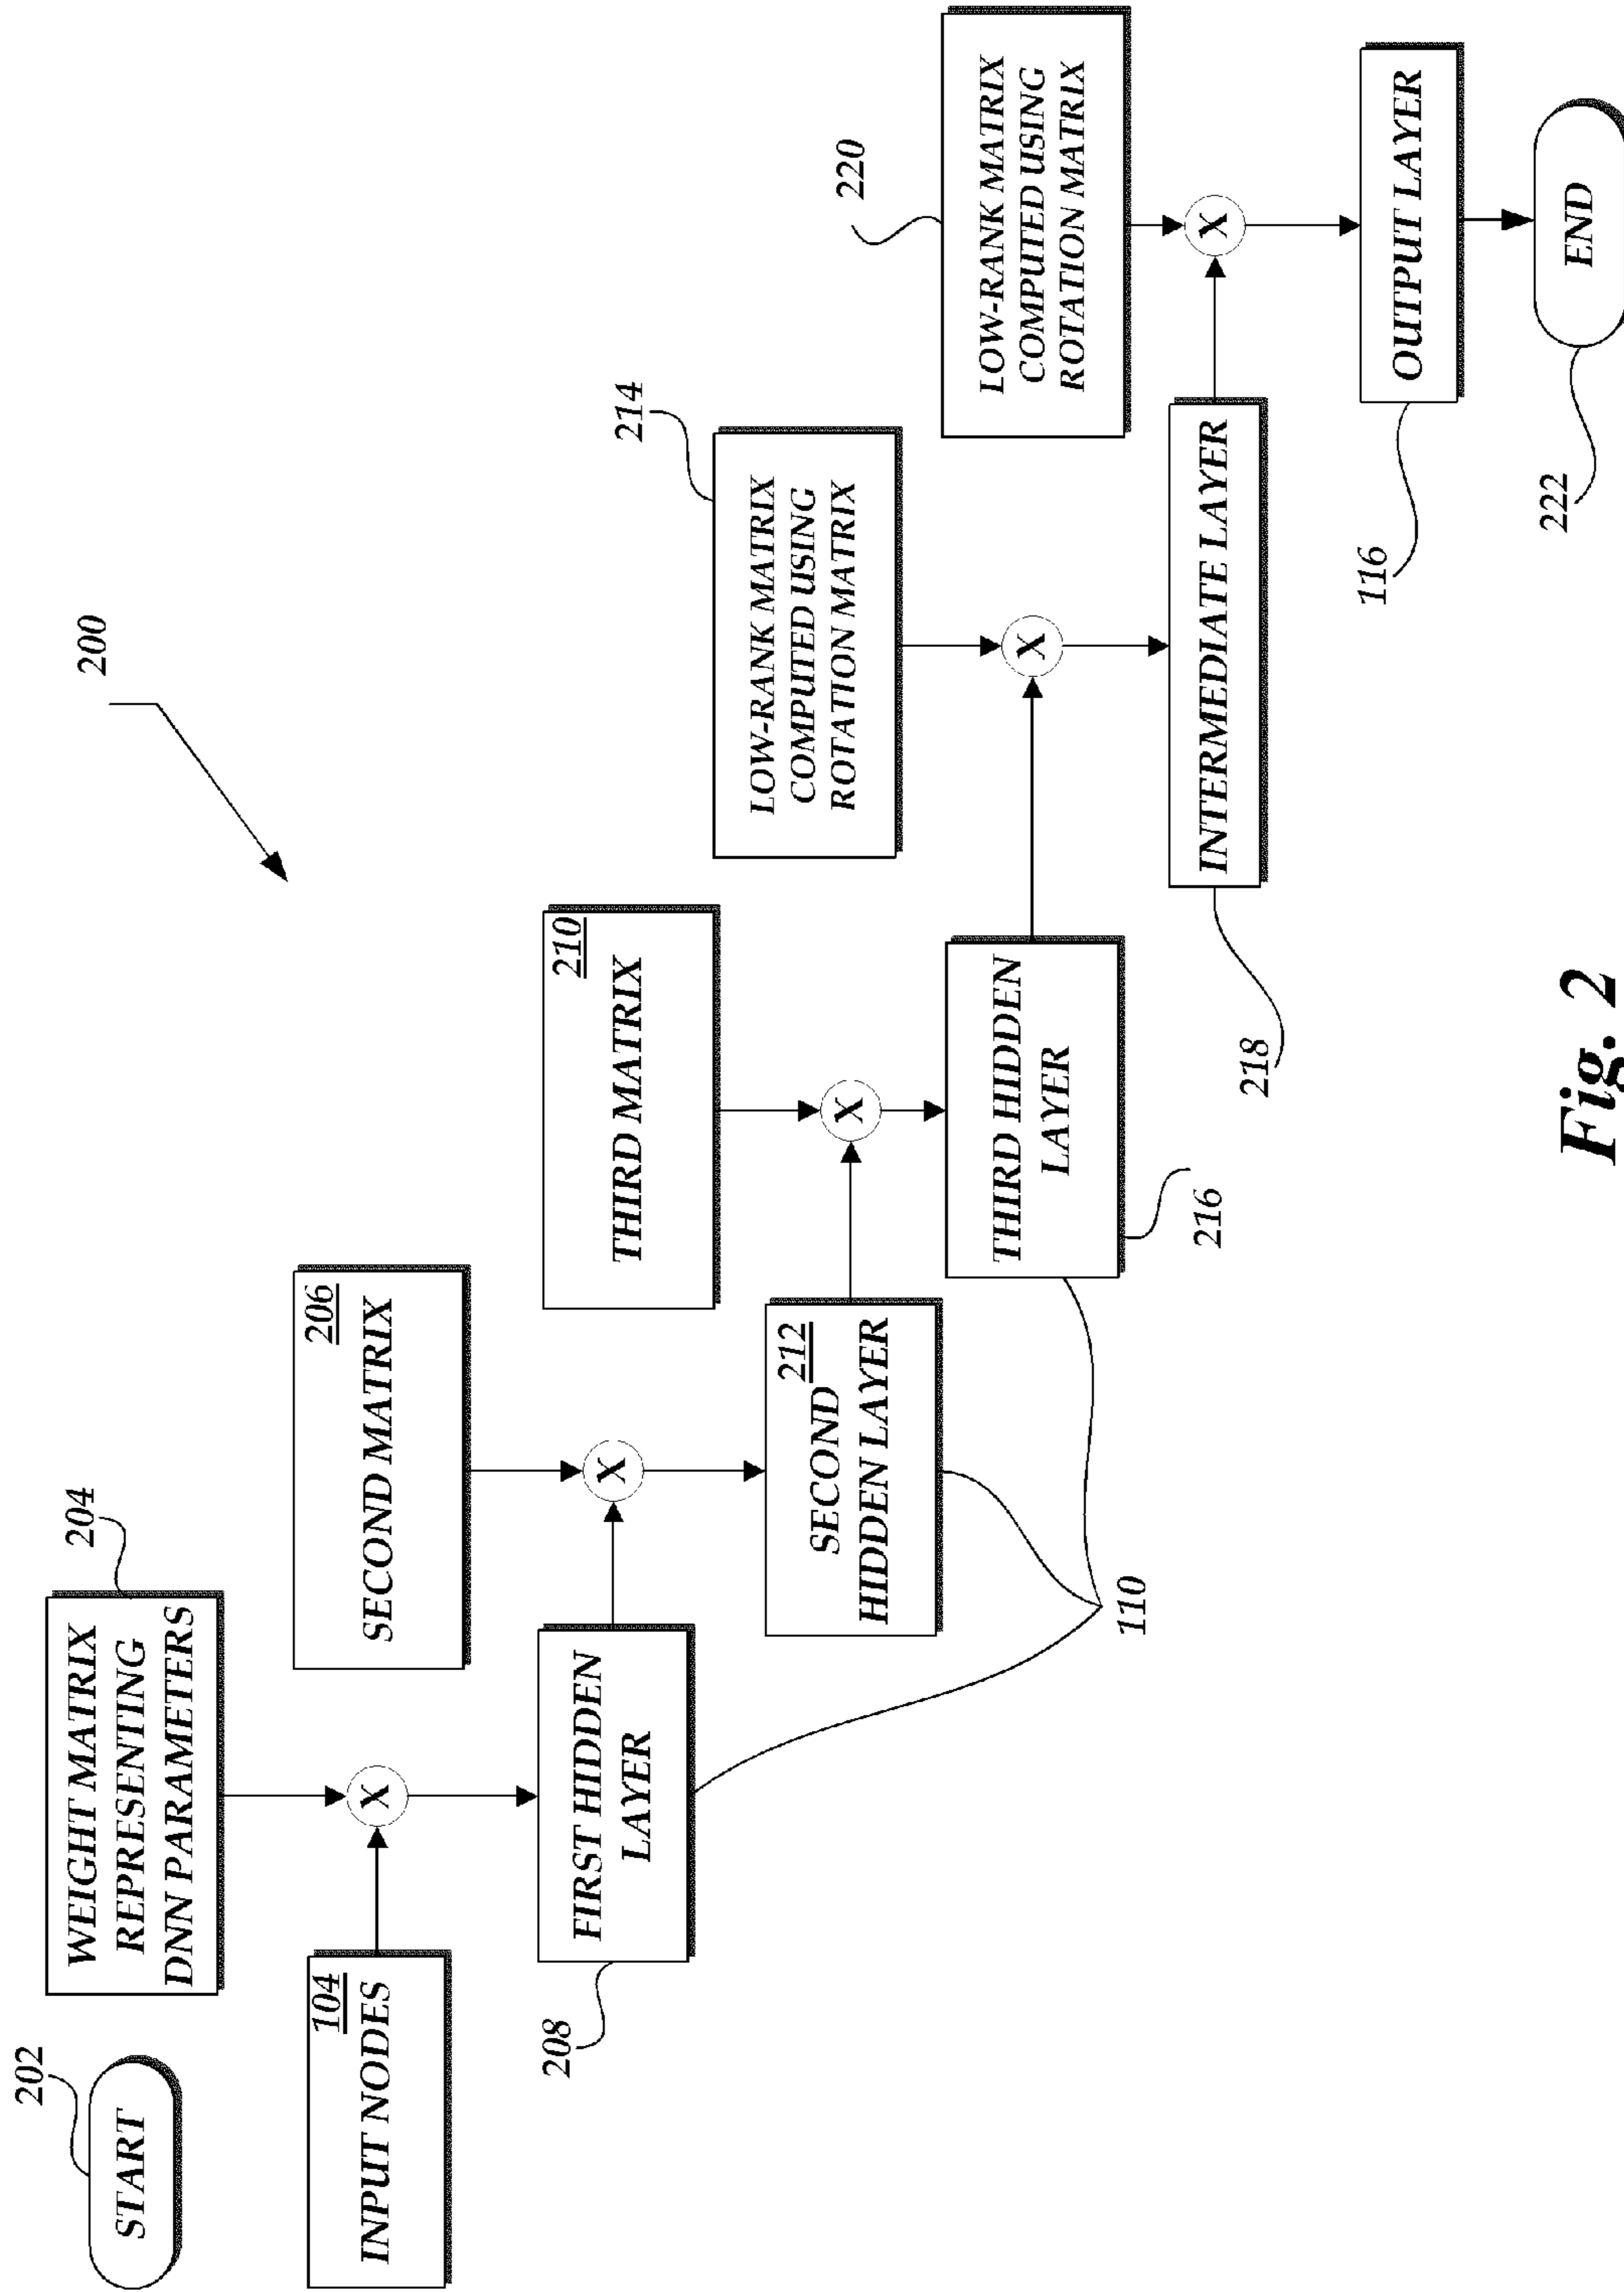 200
202
START
204
WEIGHT MATRIX
REPRESENTING
DNN PARAMETERS
104
INPUT NODES
X
206
SECOND MATRIX
208
FIRST HIDDEN
LAYER
X
210
THIRD MATRIX
212
SECOND
HIDDEN LAYER
X
214
LOW-RANK MATRIX
COMPUTED USING
ROTATION MATRIX
THIRD HIDDEN
LAYER
216
110
X
220
LOW-RANK MATRIX
COMPUTED USING
ROTATION MATRIX
INTERMEDIATE LAYER
218
X
116
OUTPUT LAYER
222
END
Fig. 2